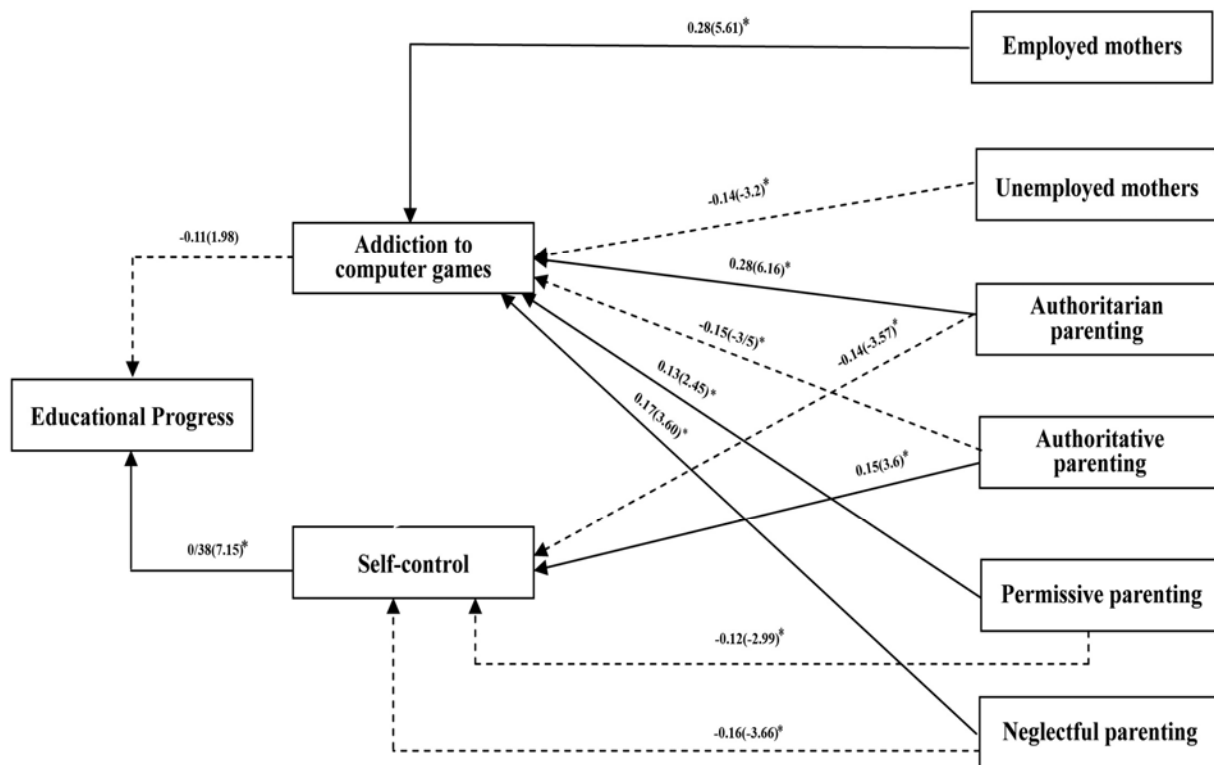 0.28(5.61)*
Employed mothers
-0.14(-3.2)*
Unemployed mothers
-0.11(1.98)
Addiction to
computer games
0.28(6.16)*
Authoritarian
parenting
-0.15(-3/5)*
-0.14(-3.57)*
Educational Progress
0.13(2.45)*
0.17(3.60)*
Authoritative
parenting
0.15(3.6)*
0/38(7.15)*
Self-control
Permissive parenting
-0.12(-2.99)*
Neglectful parenting
-0.16(-3.66)*